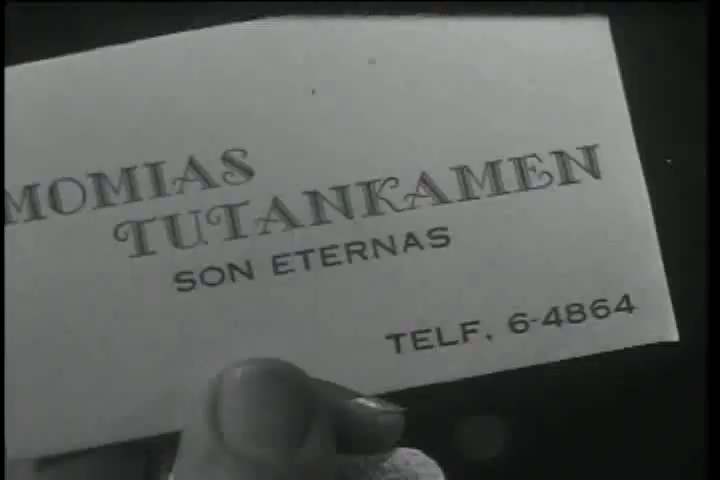 MOMIAS
TUTANKAMEN
SON ETERNAS
TELF. 6-4864